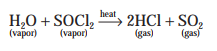 H₂O + SOCl₂ heat→ 2HCl + SO₂
(vapor) (vapor) (gas) (gas)